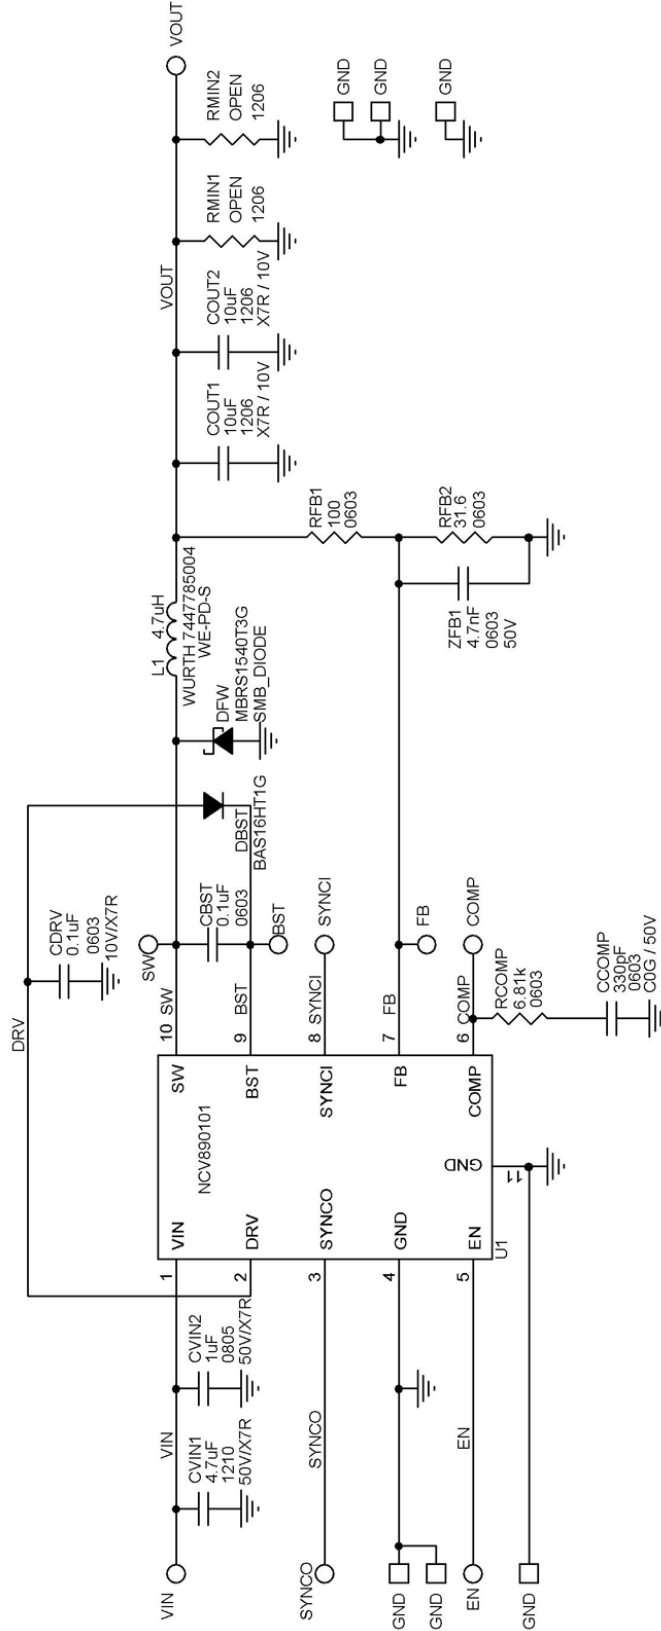 DRV
CDRV
0.1uF
0603
10V/X7R
VIN
VIN
CVIN1
4.7uF
1210
50V/X7R
CVIN2
1uF
0805
50V/X7R
SYNCO
SYNCO
GND
GND
EN
EN
GND
1
2
3
4
5
VIN
DRV
SYNCO
GND
EN
U1
NCV890101
GND
11
SW
BST
SYNCI
FB
COMP
10
9
8
7
6
SW
BST
SYNCI
FB
COMP
SW
BST
SYNCI
FB
COMP
CBST
0.1uF
0603
RCOMP
6.81k
0603
CCOMP
330pF
0603
C0G / 50V
DBST
BAS16HT1G
DFW
MBRS1540T3G
SMB_DIODE
L1
4.7uH
WURTH 7447785004
WE-PD-S
RFB1
100
0603
RFB2
31.6
0603
ZFB1
4.7nF
0603
50V
COUT1
10uF
1206
X7R / 10V
COUT2
10uF
1206
X7R / 10V
VOUT
RMIN1
OPEN
1206
RMIN2
OPEN
1206
VOUT
GND
GND
GND